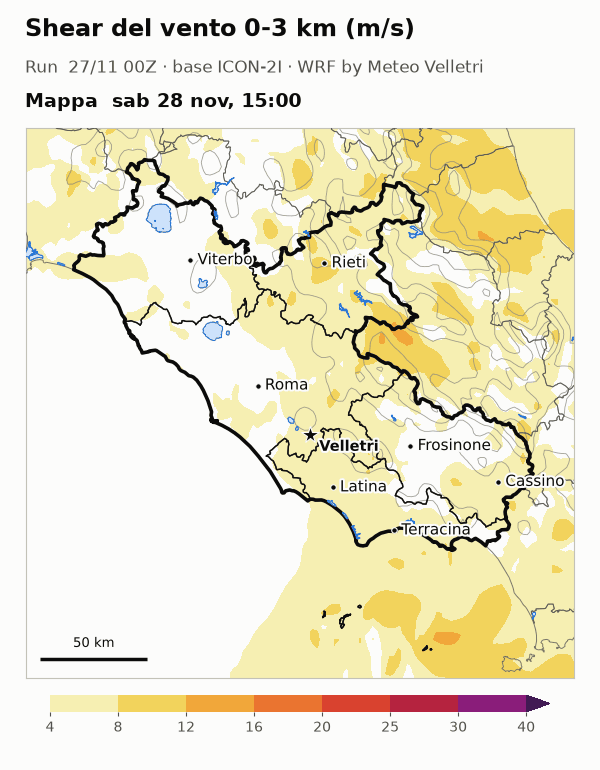 Shear del vento 0-3 km (m/s)
Run 27/11 00Z · base ICON-2I · WRF by Meteo Velletri
Mappa sab 28 nov, 15:00
Viterbo
Rieti
Roma
Velletri
Frosinone
Cassino
Latina
Terracina
50 km
4 8 12 16 20 25 30 40